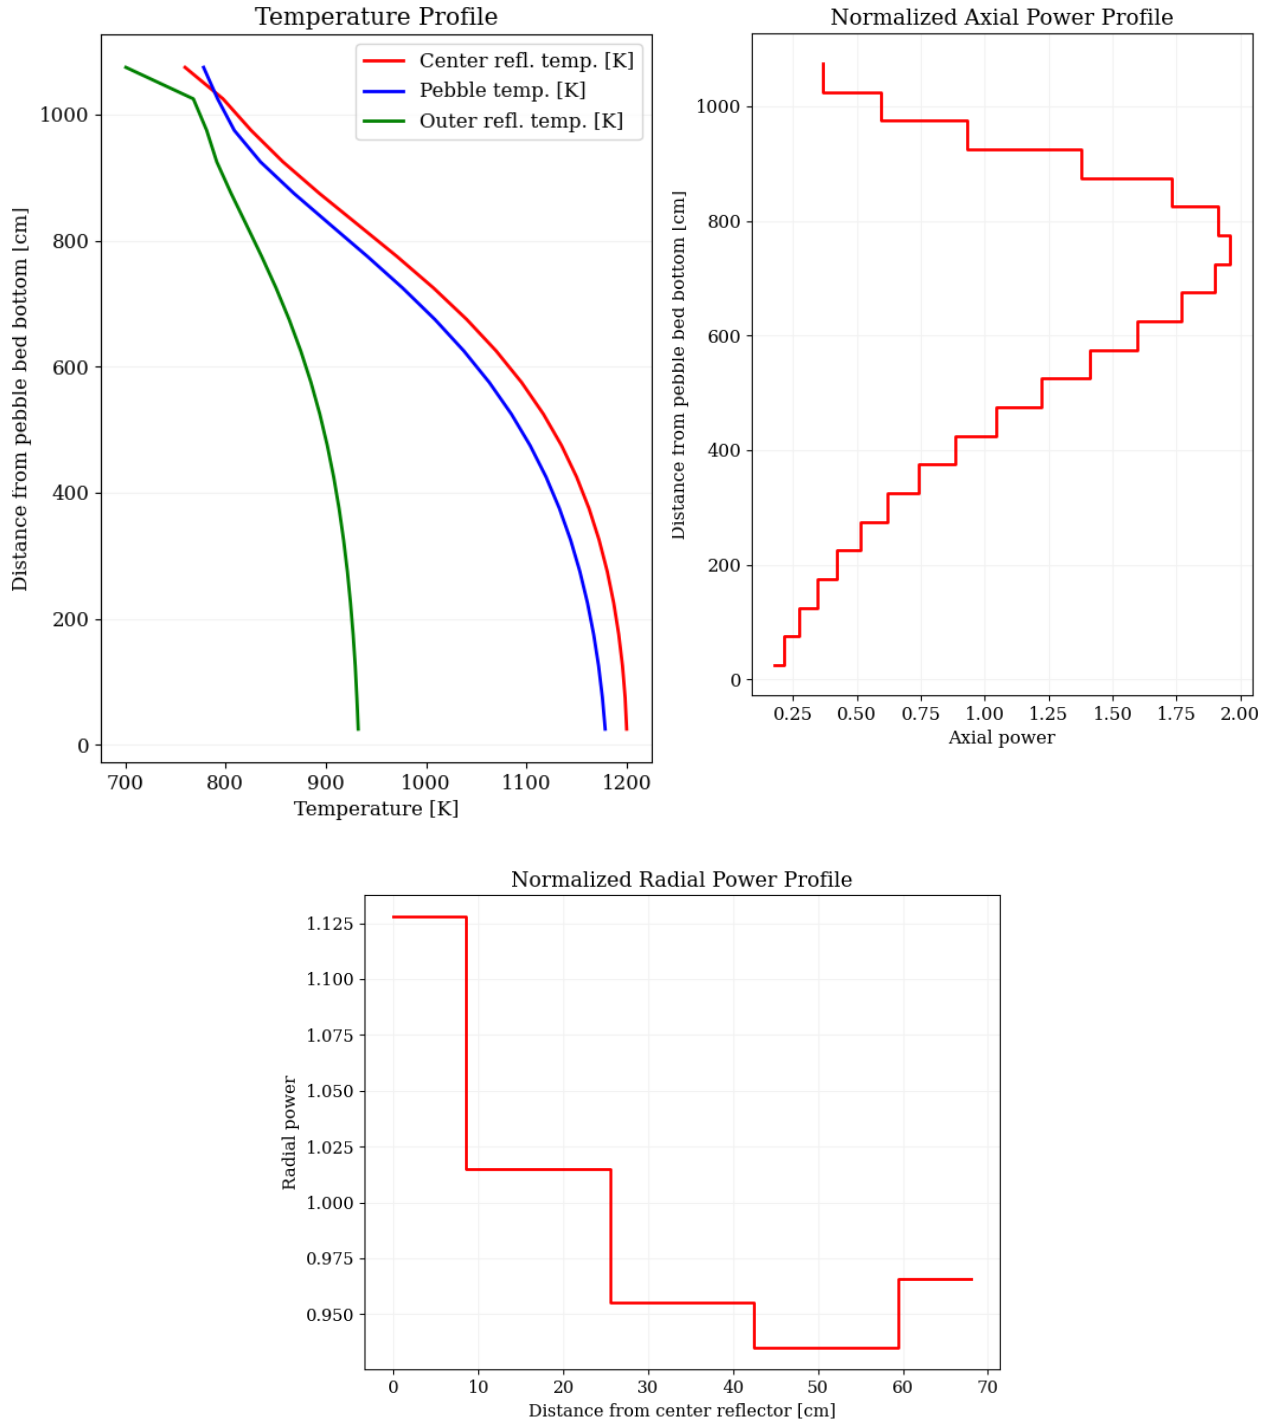 Temperature Profile
Center refl. temp. [K]
Pebble temp. [K]
Outer refl. temp. [K]
Distance from pebble bed bottom [cm]
1000
800
600
400
200
0
700 800 900 1000 1100 1200
Temperature [K]
Normalized Axial Power Profile
Distance from pebble bed bottom [cm]
1000
800
600
400
200
0
0.25 0.50 0.75 1.00 1.25 1.50 1.75 2.00
Axial power
Normalized Radial Power Profile
Radial power
1.125
1.100
1.075
1.050
1.025
1.000
0.975
0.950
0 10 20 30 40 50 60 70
Distance from center reflector [cm]